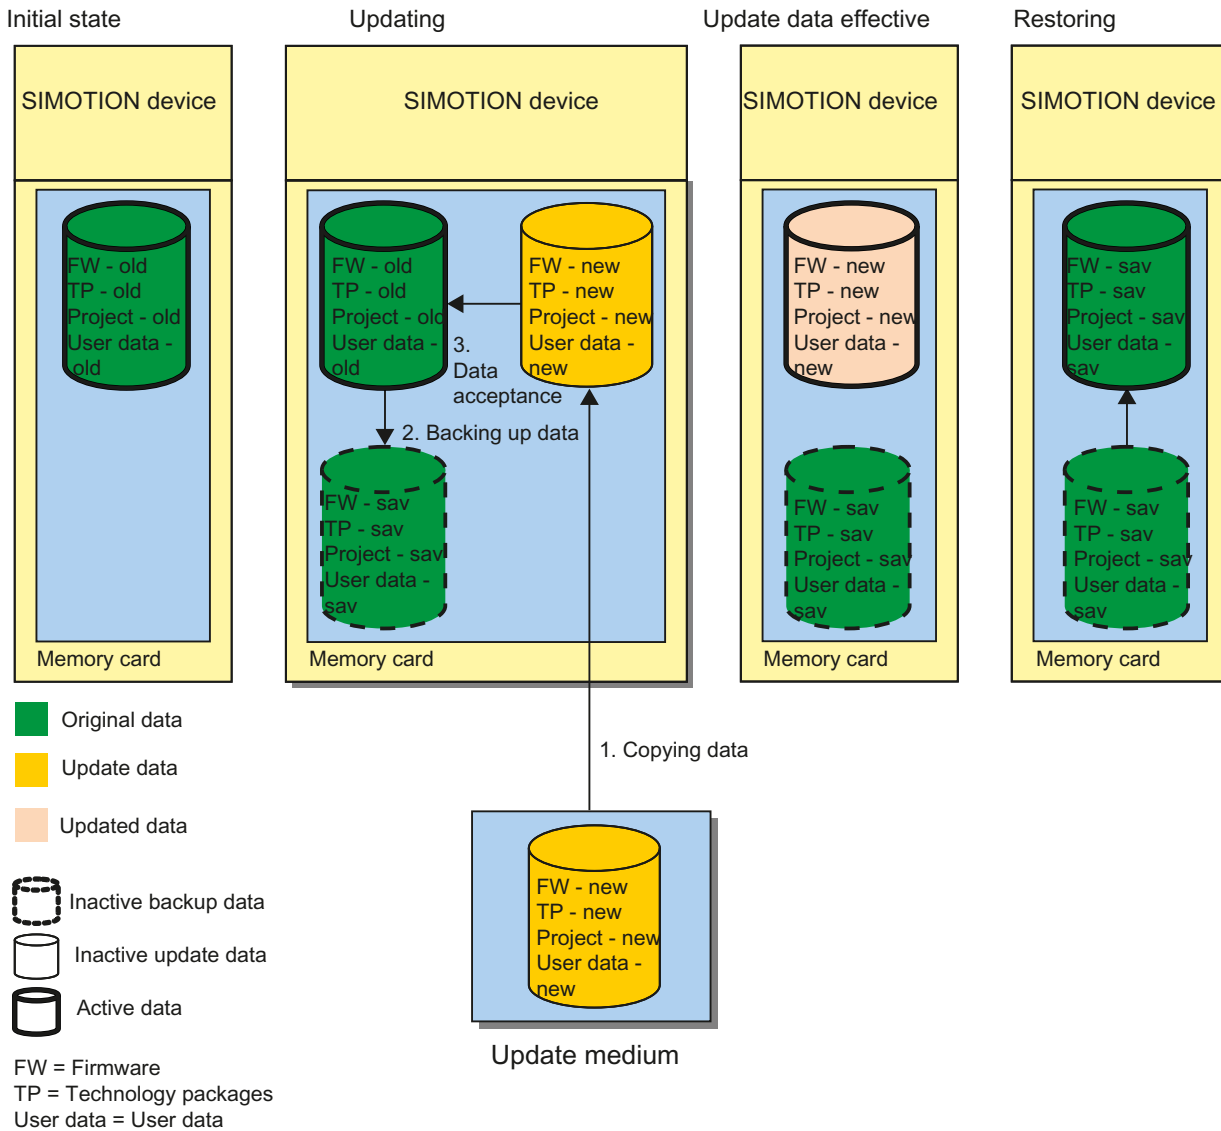 Initial state
Updating
Update data effective
Restoring
SIMOTION device
SIMOTION device
SIMOTION device
SIMOTION device
FW - old
TP - old
Project - old
User data -
old
Memory card
FW - old
TP - old
Project - old
User data -
old
FW - new
TP - new
Project - new
User data -
new
3.
Data
acceptance
2. Backing up data
FW - sav
TP - sav
Project - sav
User data -
sav
Memory card
FW - new
TP - new
Project - new
User data -
new
FW - sav
TP - sav
Project - sav
User data -
sav
Memory card
FW - sav
TP - sav
Project - sav
User data -
sav
FW - sav
TP - sav
Project - sav
User data -
sav
Memory card
1. Copying data
FW - new
TP - new
Project - new
User data -
new
Update medium
Original data
Update data
Updated data
Inactive backup data
Inactive update data
Active data
FW = Firmware
TP = Technology packages
User data = User data